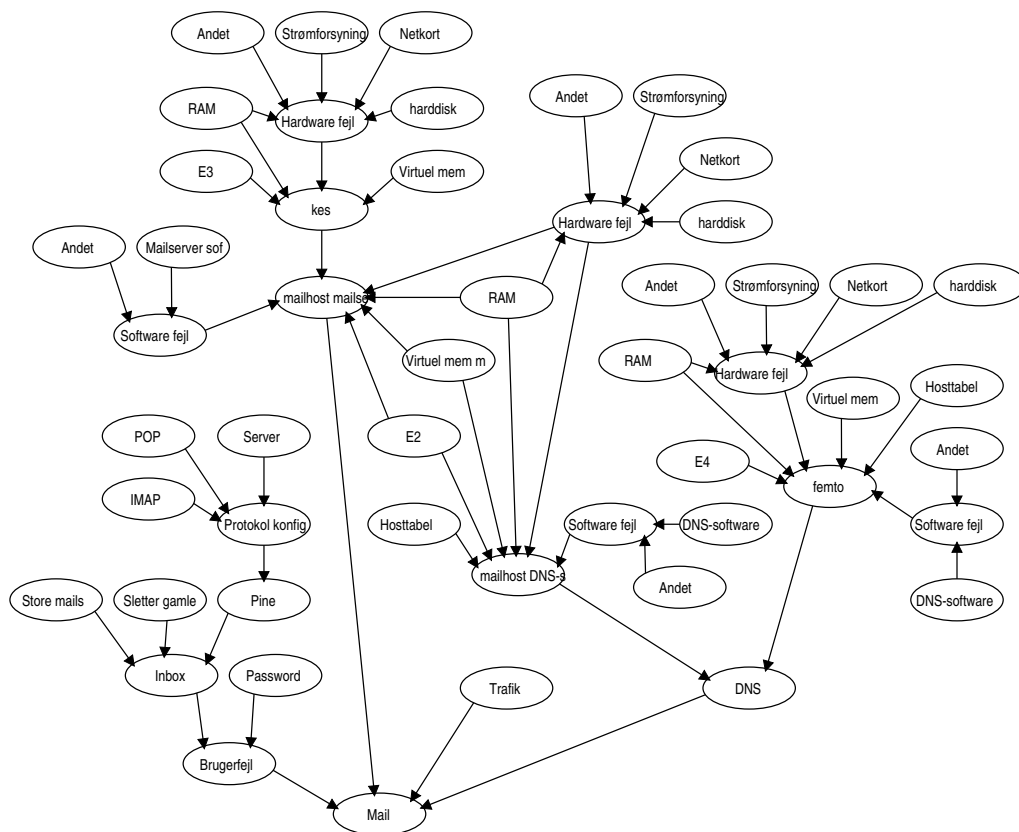 Andet
Strømforsyning
Netkort
RAM
Hardware fejl
harddisk
E3
Virtuel mem
kes
Andet
Strømforsyning
Netkort
Hardware fejl
harddisk
Andet
Mailserver sof
mailhost mailse
RAM
Software fejl
Virtuel mem m
Andet
Strømforsyning
Netkort
harddisk
RAM
Hardware fejl
Virtuel mem
Hosttabel
POP
Server
E2
E4
femto
Andet
IMAP
Protokol konfig
Hosttabel
Software fejl
DNS-software
Software fejl
mailhost DNS-s
Andet
DNS-software
Store mails
Sletter gamle
Pine
Inbox
Password
Trafik
DNS
Brugerfejl
Mail